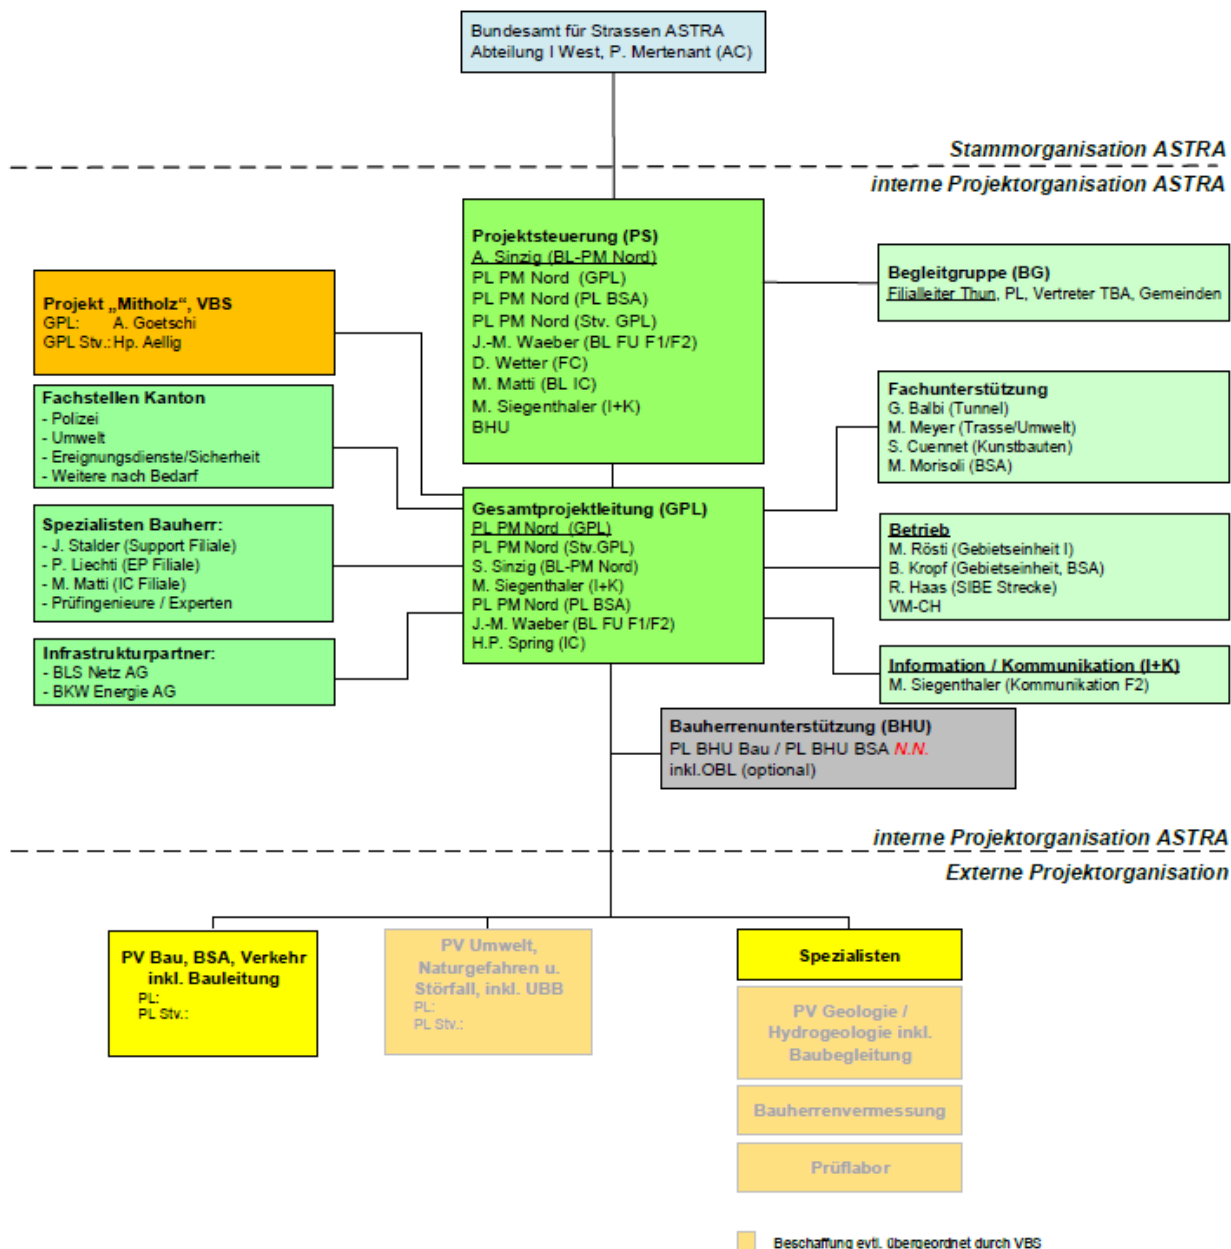 Bundesamt für Strassen ASTRA
Abteilung I West, P. Mertenant (AC)
Stammorganisation ASTRA
interne Projektorganisation ASTRA
Projektsteuerung (PS)
A. Sinzig (BL-PM Nord)
PL PM Nord (GPL)
PL PM Nord (PL BSA)
PL PM Nord (Stv. GPL)
J.-M. Waeber (BL FU F1/F2)
D. Wetter (FC)
M. Matti (BL IC)
M. Siegenthaler (I+K)
BHU
Begleitgruppe (BG)
Filialleiter Thun, PL, Vertreter TBA, Gemeinden
Projekt „Mitholz“, VBS
GPL: A. Goetschi
GPL Stv.: Hp. Aellig
Fachstellen Kanton
- Polizei
- Umwelt
- Ereignungsdienste/Sicherheit
- Weitere nach Bedarf
Fachunterstützung
G. Balbi (Tunnel)
M. Meyer (Trasse/Umwelt)
S. Cuennet (Kunstbauten)
M. Morisoli (BSA)
Gesamtprojektleitung (GPL)
PL PM Nord (GPL)
PL PM Nord (Stv.GPL)
S. Sinzig (BL-PM Nord)
M. Siegenthaler (I+K)
PL PM Nord (PL BSA)
J.-M. Waeber (BL FU F1/F2)
H.P. Spring (IC)
Spezialisten Bauherr:
- J. Stalder (Support Filiale)
- P. Liechti (EP Filiale)
- M. Matti (IC Filiale)
- Prüfingenieure / Experten
Betrieb
M. Rösti (Gebietseinheit I)
B. Kropf (Gebietseinheit, BSA)
R. Haas (SIBE Strecke)
VM-CH
Infrastrukturpartner:
- BLS Netz AG
- BKW Energie AG
Information / Kommunikation (I+K)
M. Siegenthaler (Kommunikation F2)
Bauherrenunterstützung (BHU)
PL BHU Bau / PL BHU BSA N.N.
inkl.OBL (optional)
interne Projektorganisation ASTRA
Externe Projektorganisation
PV Bau, BSA, Verkehr
inkl. Bauleitung
PL:
PL Stv.:
PV Umwelt,
Naturgefahren u.
Störfall, inkl. UBB
PL:
PL Stv.:
Spezialisten
PV Geologie /
Hydrogeologie inkl.
Baubegleitung
Bauherrenvermessung
Prüflabor
Beschaffung evtl. übergeordnet durch VBS